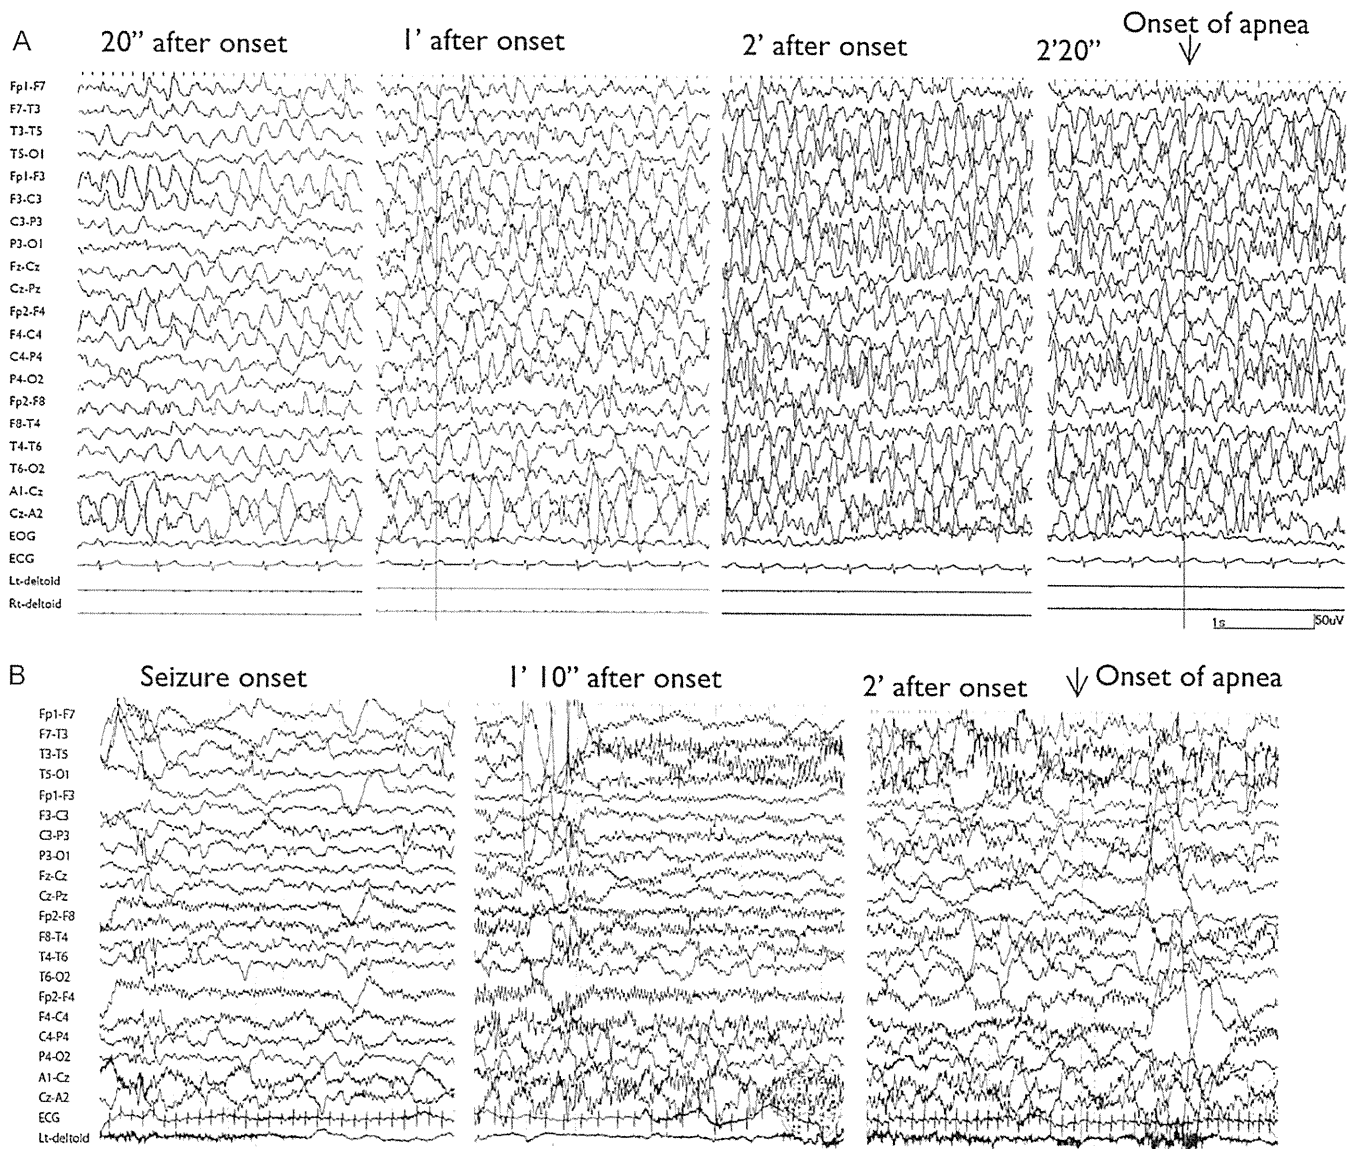 A
20” after onset
1’ after onset
2’ after onset
2’20”
Onset of apnea
Fp1-F7
F7-T3
T3-T5
T5-O1
Fp1-F3
F3-C3
C3-P3
P3-O1
Fz-Cz
Cz-Pz
Fp2-F4
F4-C4
C4-P4
P4-O2
Fp2-F8
F8-T4
T4-T6
T6-O2
A1-Cz
Cz-A2
EOG
ECG
Lt-deltoid
Rt-deltoid
1s
50uV
B
Seizure onset
1’ 10” after onset
2’ after onset
Onset of apnea
Fp1-F7
F7-T3
T3-T5
T5-O1
Fp1-F3
F3-C3
C3-P3
P3-O1
Fz-Cz
Cz-Pz
Fp2-F8
F8-T4
T4-T6
T6-O2
Fp2-F4
F4-C4
C4-P4
P4-O2
A1-Cz
Cz-A2
ECG
Lt-deltoid